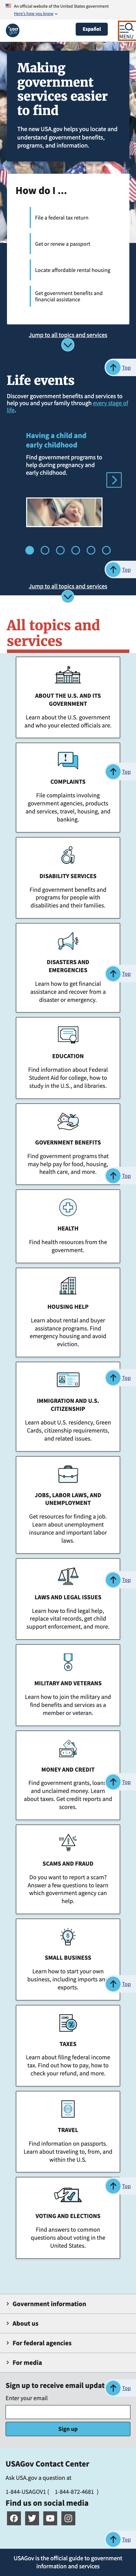 An official website of the United States government
Here's how you know
USAGov
Español
MENU
Making
government
services easier
to find
The new USA.gov helps you locate and
understand government benefits,
programs, and information.
How do I ...
File a federal tax return
Get or renew a passport
Locate affordable rental housing
Get government benefits and
financial assistance
Jump to all topics and services
Top
Life events
Discover government benefits and services to
help you and your family through every stage of
life.
Having a child and
early childhood
Find government programs to
help during pregnancy and
early childhood.
Top
Jump to all topics and services
All topics and
services
ABOUT THE U.S. AND ITS
GOVERNMENT
Learn about the U.S. government
and who your elected officials are.
Top
COMPLAINTS
File complaints involving
government agencies, products
and services, travel, housing, and
banking.
DISABILITY SERVICES
Find government benefits and
programs for people with
disabilities and their families.
DISASTERS AND
EMERGENCIES
Top
Learn how to get financial
assistance and recover from a
disaster or emergency.
EDUCATION
Find information about Federal
Student Aid for college, how to
study in the U.S., and libraries.
GOVERNMENT BENEFITS
Find government programs that
may help pay for food, housing,
health care, and more.
Top
HEALTH
Find health resources from the
government.
HOUSING HELP
Learn about rental and buyer
assistance programs. Find
emergency housing and avoid
eviction.
Top
IMMIGRATION AND U.S.
CITIZENSHIP
Learn about U.S. residency, Green
Cards, citizenship requirements,
and related issues.
JOBS, LABOR LAWS, AND
UNEMPLOYMENT
Get resources for finding a job.
Learn about unemployment
insurance and important labor
laws.
Top
LAWS AND LEGAL ISSUES
Learn how to find legal help,
replace vital records, get child
support enforcement, and more.
MILITARY AND VETERANS
Learn how to join the military and
find benefits and services as a
member or veteran.
MONEY AND CREDIT
Top
Find government grants, loans
and unclaimed money. Learn
about taxes. Get credit reports and
scores.
SCAMS AND FRAUD
Do you want to report a scam?
Answer a few questions to learn
which government agency can
help.
SMALL BUSINESS
Learn how to start your own
business, including imports and
exports.
Top
TAXES
Learn about filing federal income
tax. Find out how to pay, how to
check your refund, and more.
TRAVEL
Find information on passports.
Learn about traveling to, from, and
within the U.S.
Top
VOTING AND ELECTIONS
Find answers to common
questions about voting in the
United States.
Government information
About us
For federal agencies
For media
Sign up to receive email updat
Top
Enter your email
Sign up
USAGov Contact Center
Ask USA.gov a question at
1-844-USAGOV1 ( 1-844-872-4681 )
Find us on social media
Top
USAGov is the official guide to government
information and services